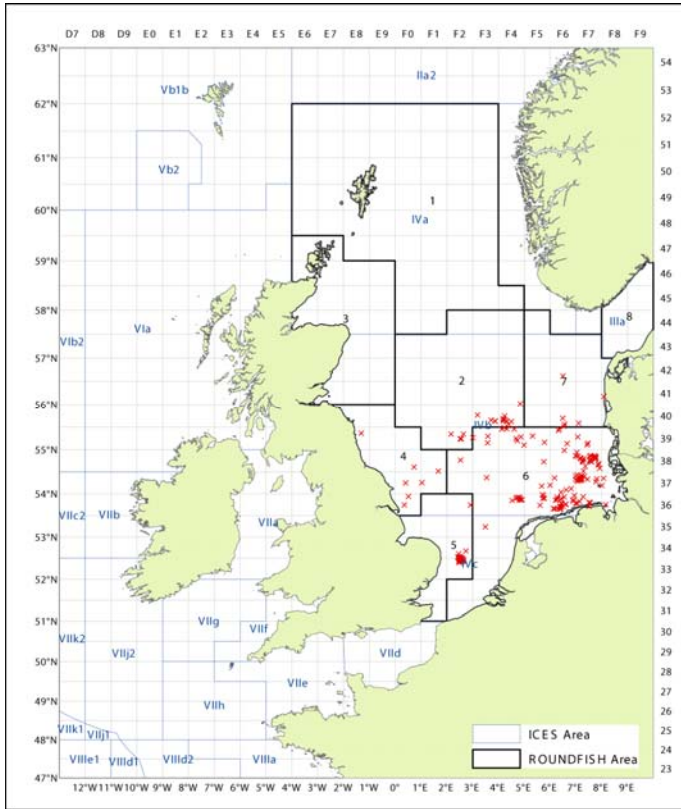 D7 D8 D9 E0 E1 E2 E3 E4 E5 E6 E7 E8 E9 F0 F1 F2 F3 F4 F5 F6 F7 F8 F9
63°N
54
IIa2
Vb1b
53
62°N
52
61°N
51
Vb2
50
1
60°N
49
IVa
48
59°N
47
46
58°N
45
3
IIIa
8
44
VIa
57°N
43
VIb2
42
2
7
56°N
41
40
IVb
55°N
39
4
38
6
54°N
37
VIIc2
VIIb
VIIa
36
53°N
35
5
IVc
34
52°N
33
32
51°N
31
VIIg
VIIf
30
VIIk2
VIIj2
VIId
50°N
29
VIIe
28
49°N
VIIh
27
VIIk1
VIIj1
26
48°N
25
ICES Area
24
VIIIe1
VIIId1
VIIId2
VIIIa
ROUNDFISH Area
23
47°N
12°W 11°W 10°W 9°W 8°W 7°W 6°W 5°W 4°W 3°W 2°W 1°W 0° 1°E 2°E 3°E 4°E 5°E 6°E 7°E 8°E 9°E